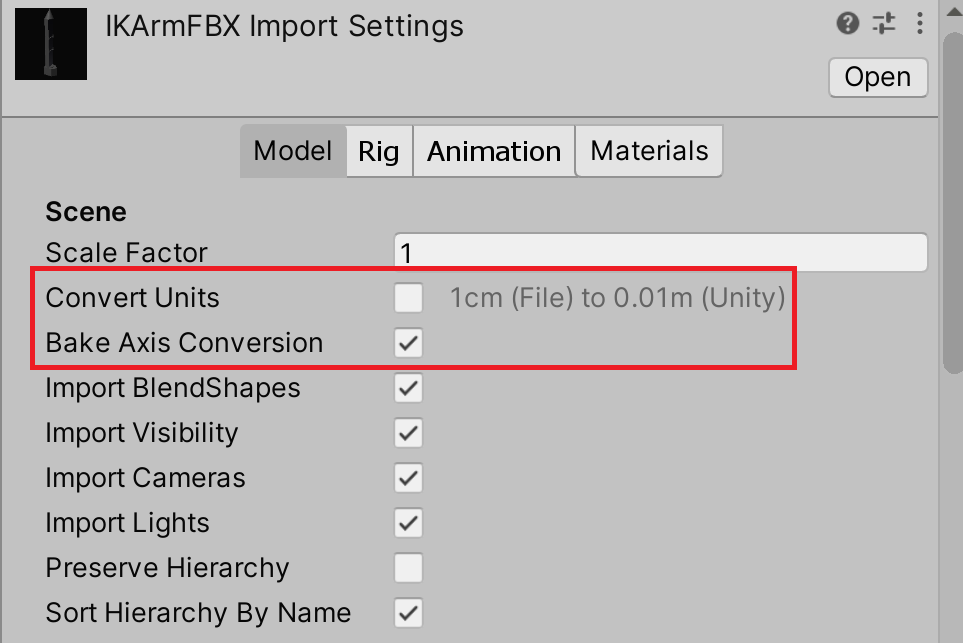 IKArmFBX Import Settings
Open
Model Rig Animation Materials
Scene
Scale Factor 1
Convert Units 1cm (File) to 0.01m (Unity)
Bake Axis Conversion
Import BlendShapes
Import Visibility
Import Cameras
Import Lights
Preserve Hierarchy
Sort Hierarchy By Name